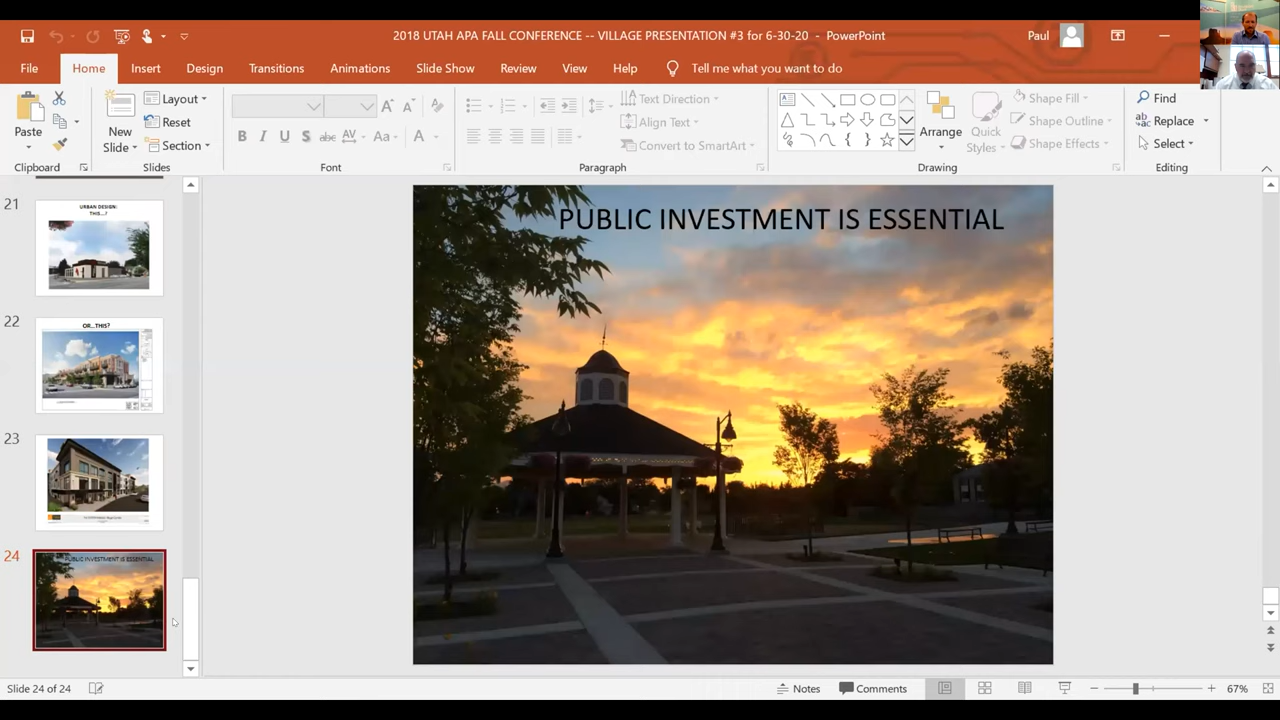 2018 UTAH APA FALL CONFERENCE -- VILLAGE PRESENTATION #3 for 6-30-20 - PowerPoint
Paul
File Home Insert Design Transitions Animations Slide Show Review View Help Tell me what you want to do
Paste
New
Slide
Layout
Reset
Section
B I U S abc AV Aa A
Text Direction
Align Text
Convert to SmartArt
Arrange
Quick
Styles
Shape Fill
Shape Outline
Shape Effects
Find
Replace
Select
Clipboard Slides Font Paragraph Drawing Editing
21
URBAN DESIGN:
THIS...?
22
OR...THIS?
23
24
PUBLIC INVESTMENT IS ESSENTIAL
PUBLIC INVESTMENT IS ESSENTIAL
Slide 24 of 24
Notes
Comments
67%